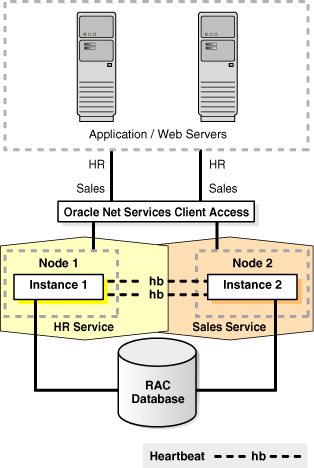 Application / Web Servers
HR HR
Sales Sales
Oracle Net Services Client Access
Node 1 Node 2
Instance 1 hb Instance 2
hb
HR Service Sales Service
RAC
Database
Heartbeat hb